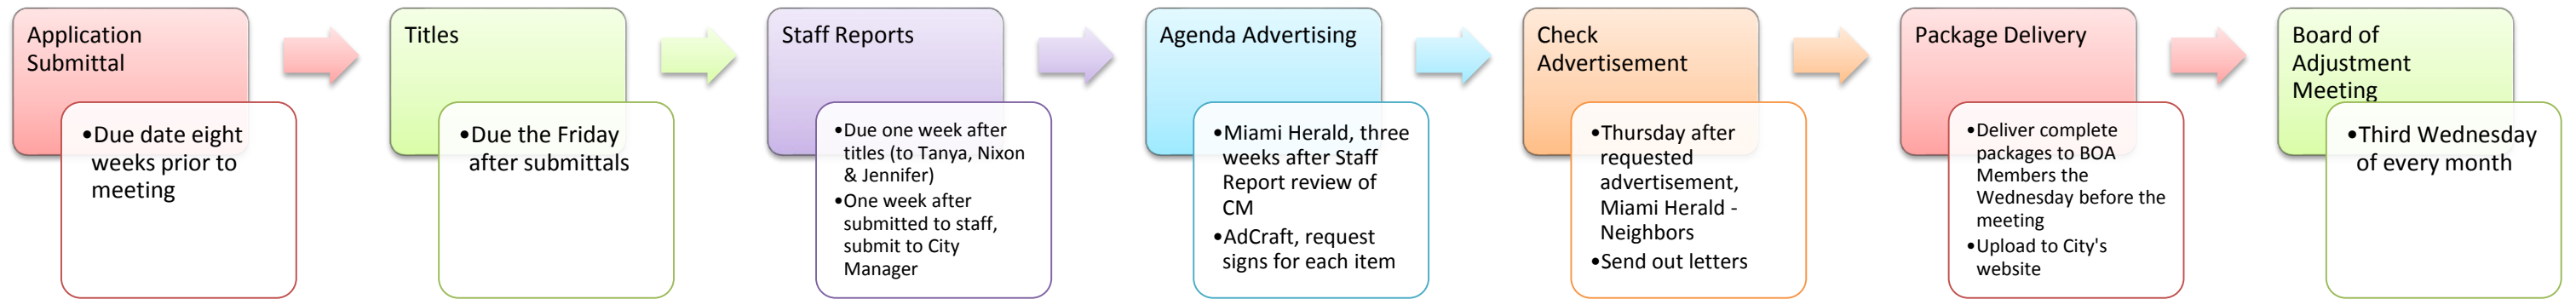 Application
Submittal
•Due date eight
weeks prior to
meeting
Titles
•Due the Friday
after submittals
Staff Reports
•Due one week after
titles (to Tanya, Nixon
& Jennifer)
•One week after
submitted to staff,
submit to City
Manager
Agenda Advertising
•Miami Herald, three
weeks after Staff
Report review of
CM
•AdCraft, request
signs for each item
Check
Advertisement
•Thursday after
requested
advertisement,
Miami Herald -
Neighbors
•Send out letters
Package Delivery
•Deliver complete
packages to BOA
Members the
Wednesday before the
meeting
•Upload to City's
website
Board of
Adjustment
Meeting
•Third Wednesday
of every month